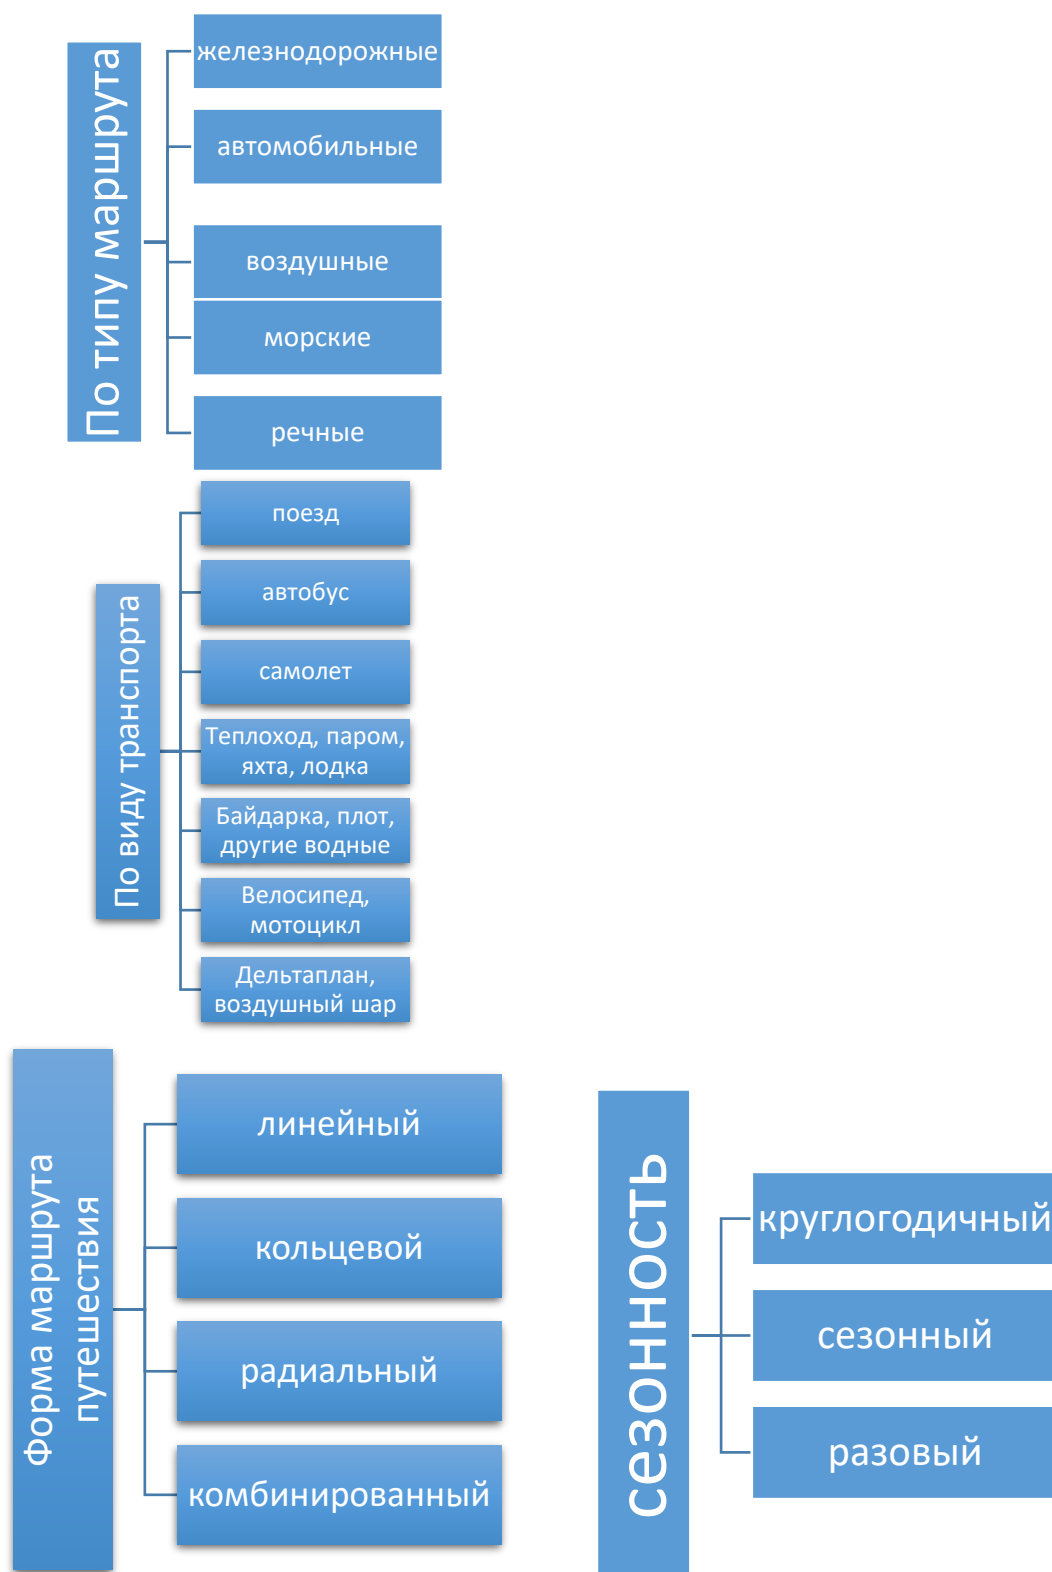 По типу маршрута
железнодорожные
автомобильные
воздушные
морские
речные
По виду транспорта
поезд
автобус
самолет
Теплоход, паром,
яхта, лодка
Байдарка, плот,
другие водные
Велосипед,
мотоцикл
Дельтаплан,
воздушный шар
Форма маршрута
путешествия
линейный
кольцевой
радиальный
комбинированный
сезонность
круглогодичный
сезонный
разовый